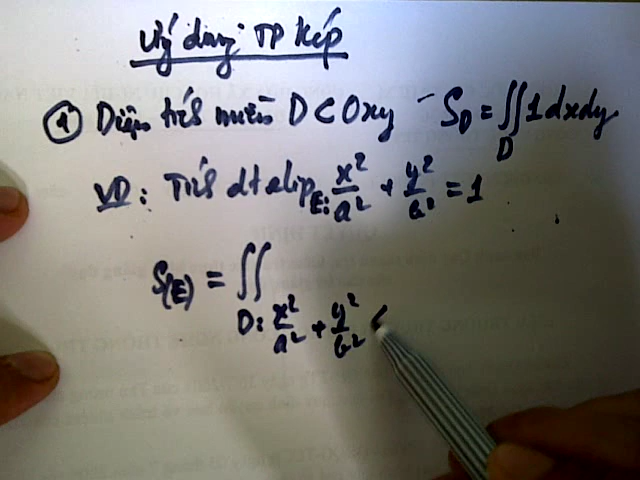 Ứng dụng TP kép
① Diện tích miền D ⊂ Oxy - S_D = ∬_D 1 dxdy
VD: Tích dt elip E: x²/a² + y²/b² = 1
S(E) = ∬
D: x²/a² + y²/b² <